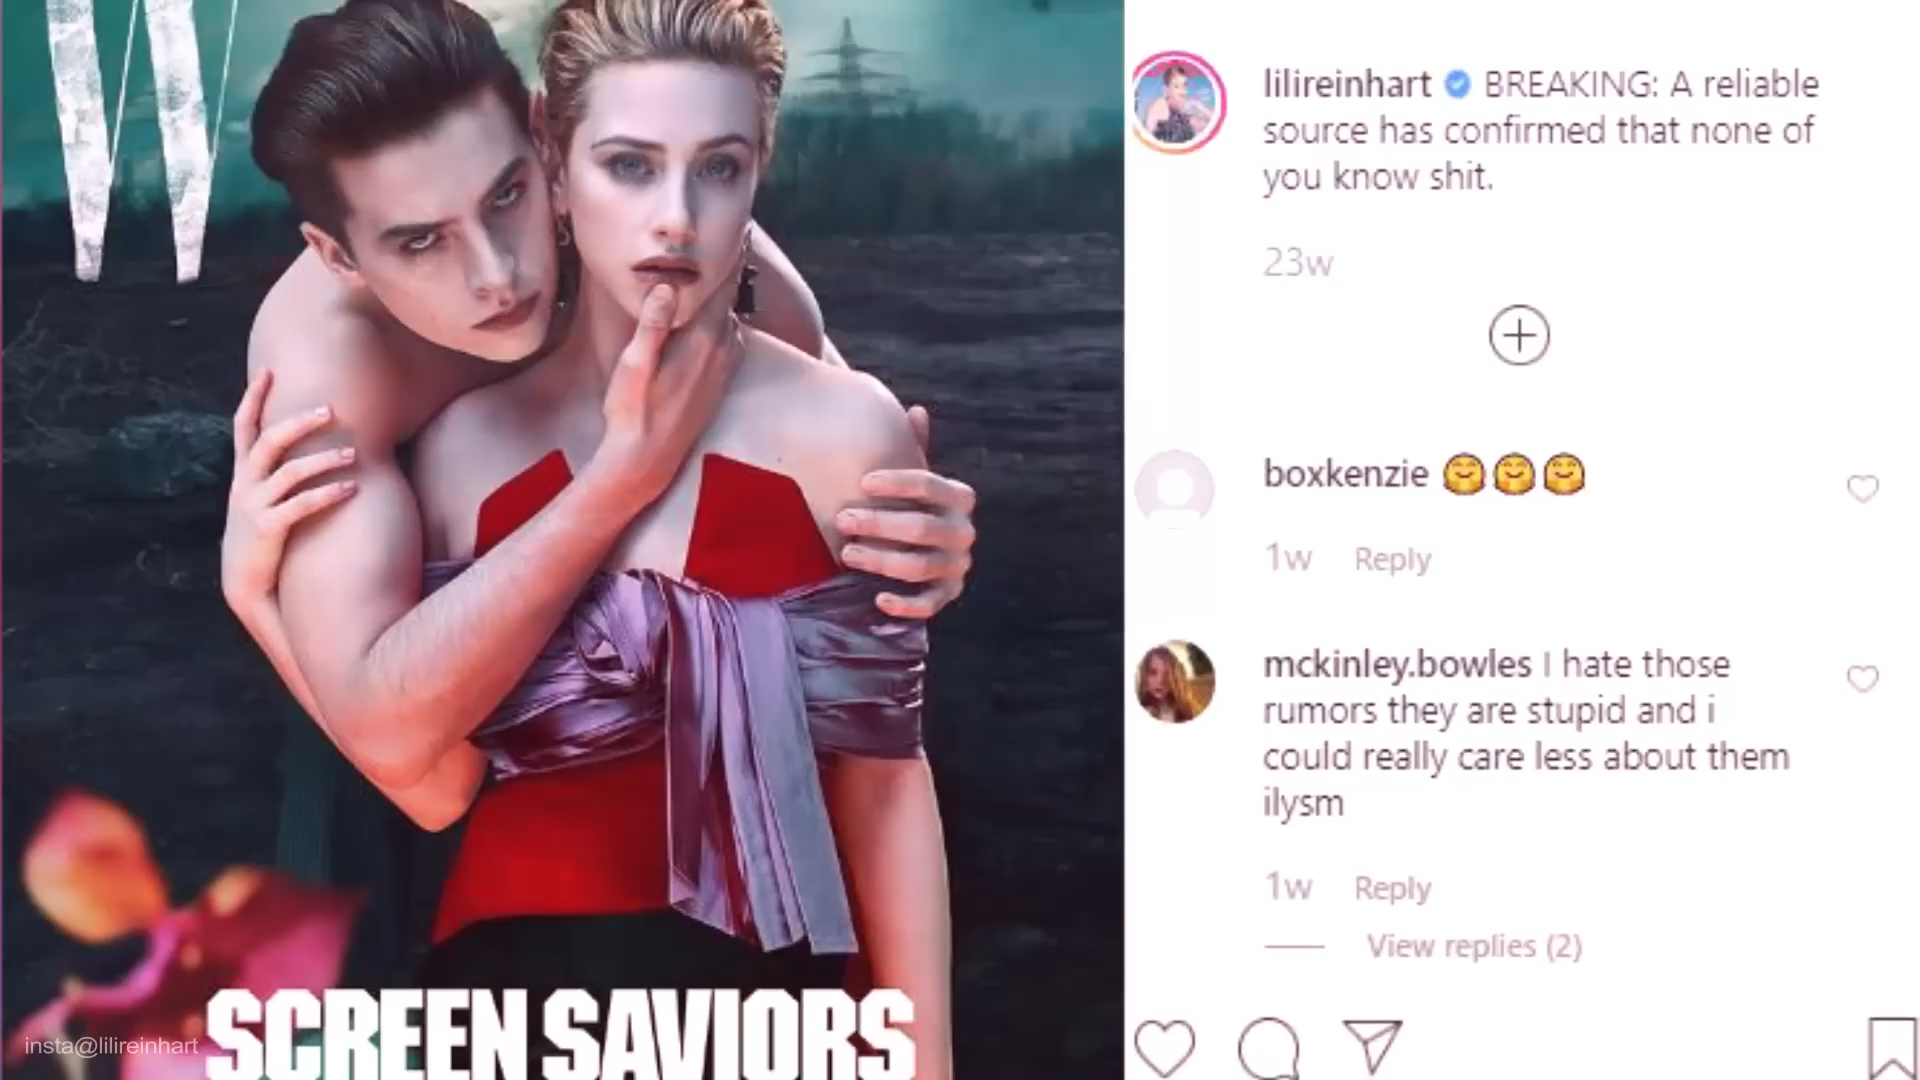 W
SCREEN SAVIORS
insta@lilireinhart
lilireinhart BREAKING: A reliable
source has confirmed that none of
you know shit.
23w
boxkenzie 🤗🤗🤗
1w Reply
mckinley.bowles I hate those
rumors they are stupid and i
could really care less about them
ilysm
1w Reply
View replies (2)